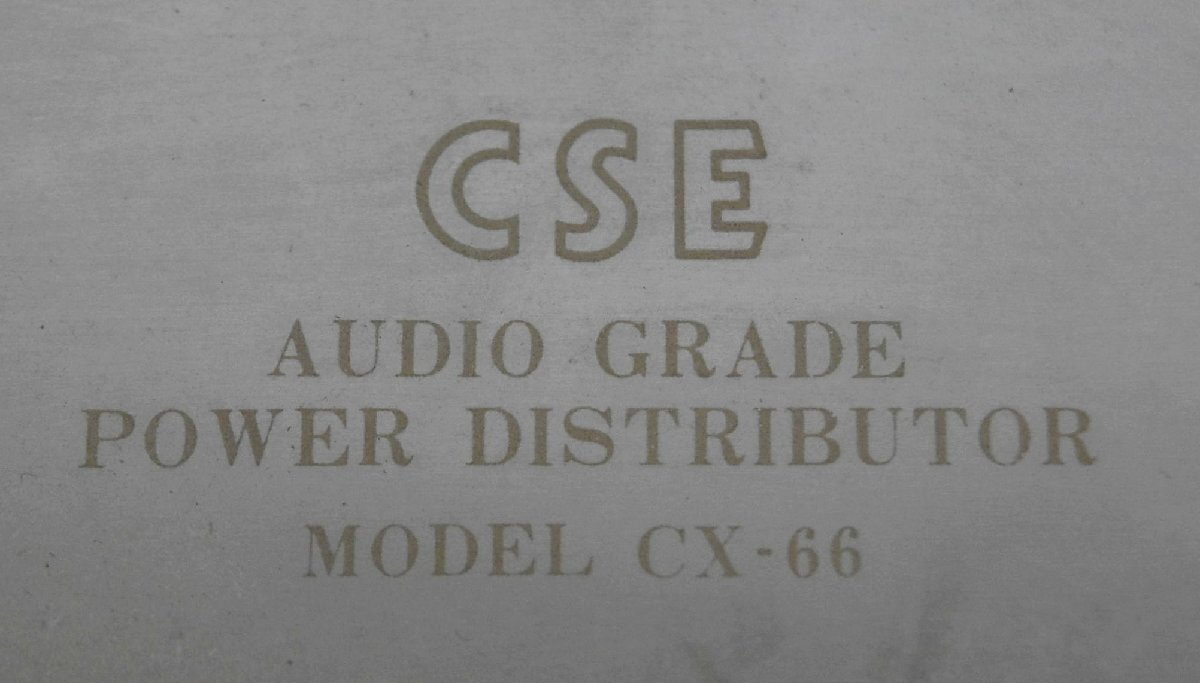 CSE
AUDIO GRADE
POWER DISTRIBUTOR
MODEL CX-66